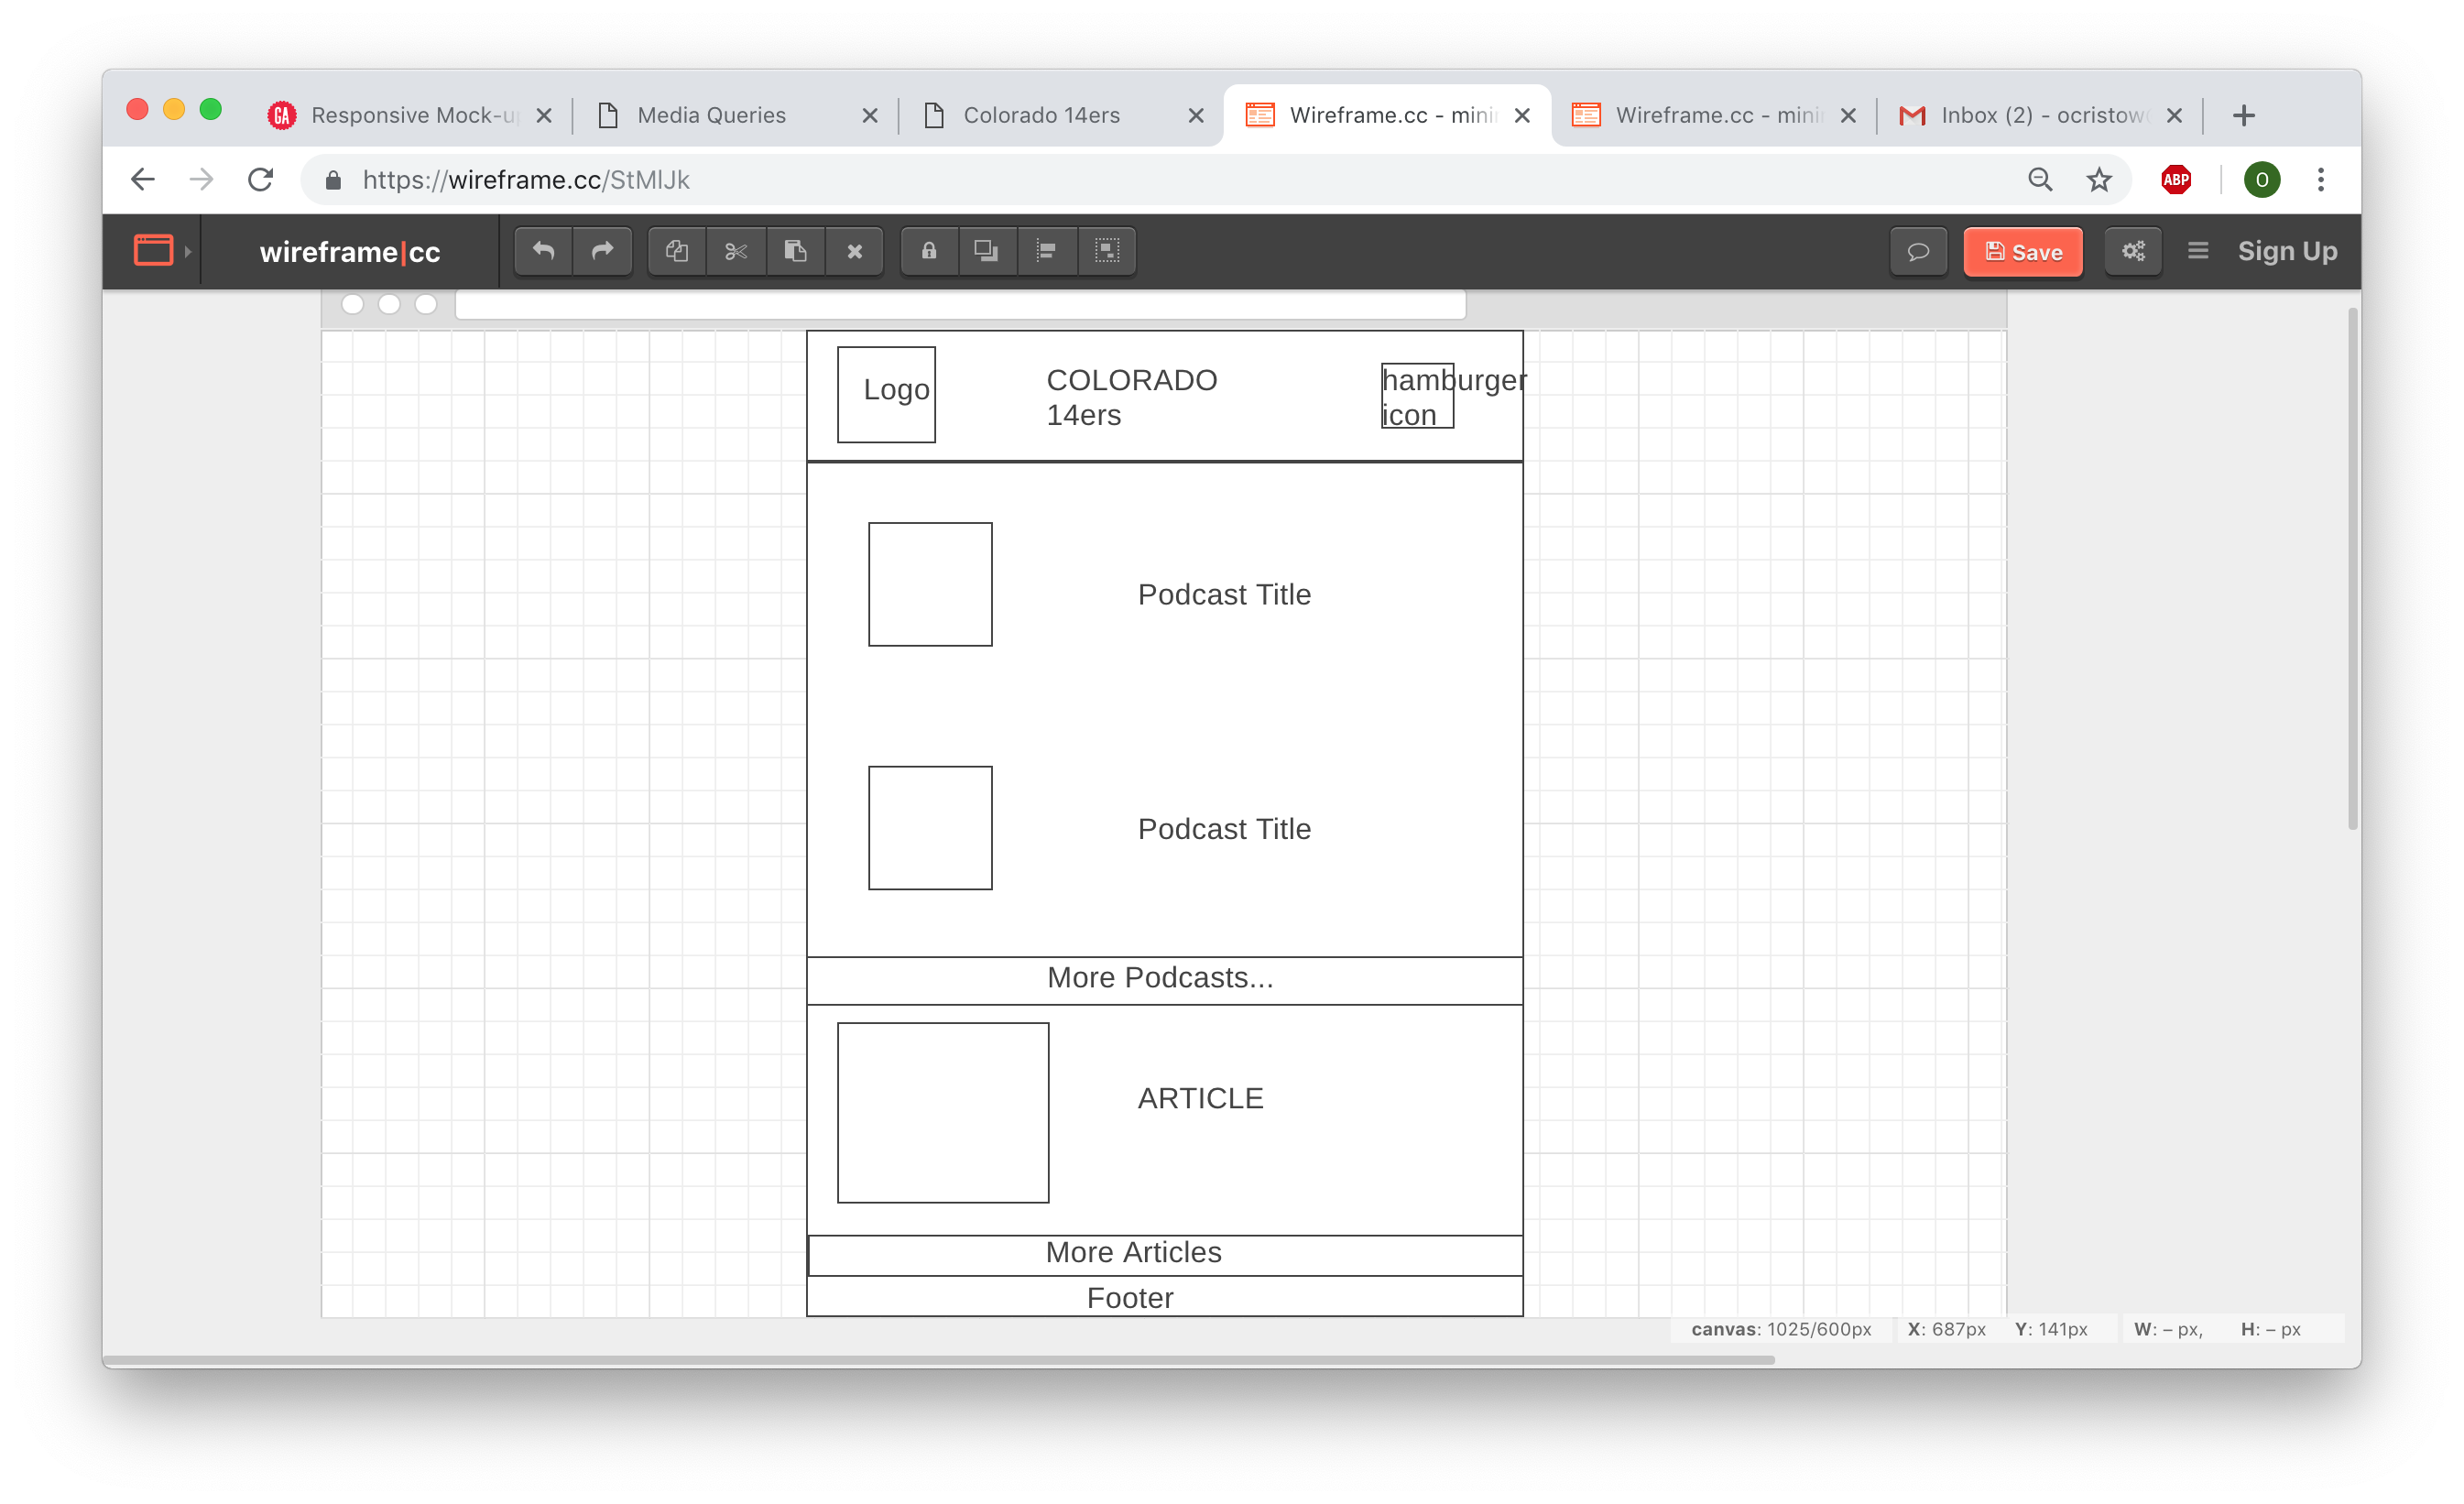 GA Responsive Mock-up
Media Queries
Colorado 14ers
Wireframe.cc - mini
Wireframe.cc - mini
Inbox (2) - ocristow
https://wireframe.cc/StMIJk
ABP
O
wireframe|cc
Save
Sign Up
Logo
COLORADO
14ers
hamburger
icon
Podcast Title
Podcast Title
More Podcasts...
ARTICLE
More Articles
Footer
canvas: 1025/600px X: 687px Y: 141px W: – px, H: – px